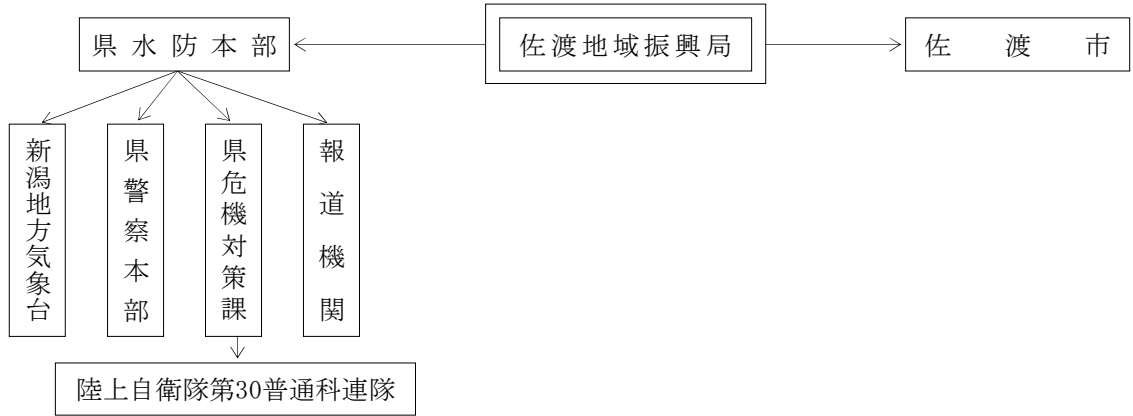 県水防本部
佐渡地域振興局
佐渡市
新潟地方気象台
県警察本部
県危機対策課
報道機関
陸上自衛隊第30普通科連隊